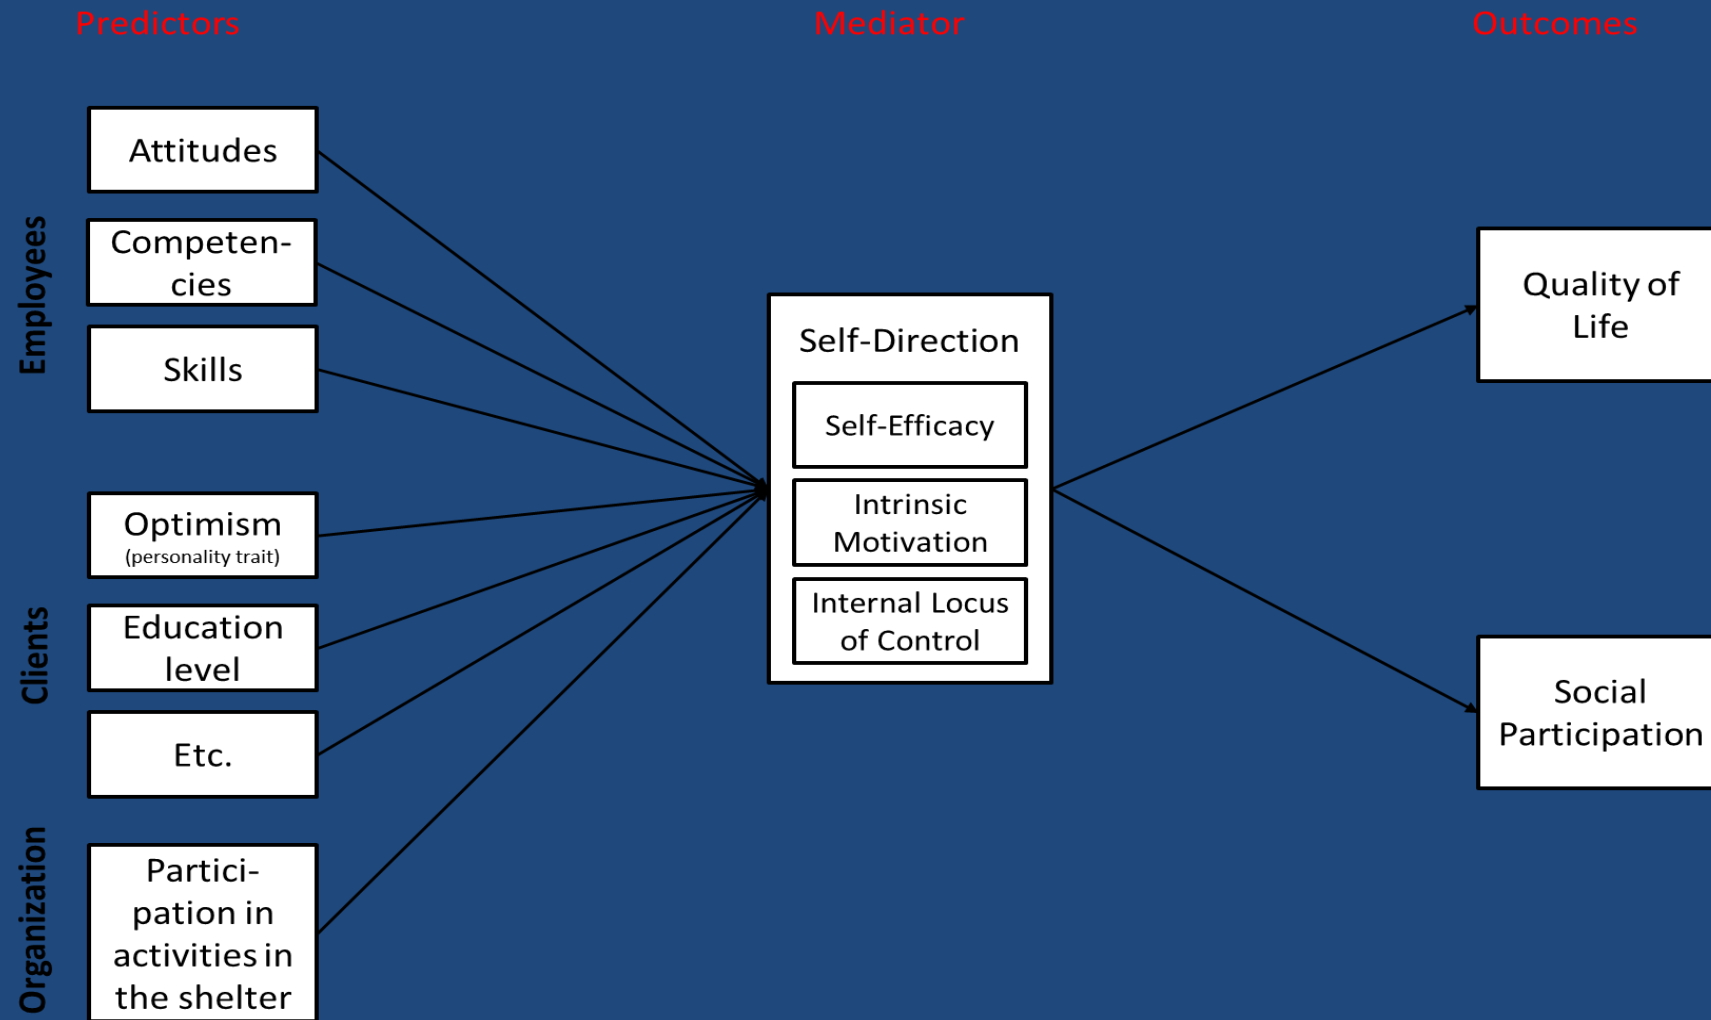 Predictors
Mediator
Outcomes
Employees
Attitudes
Competen-
cies
Skills
Clients
Optimism
(personality trait)
Education
level
Etc.
Organization
Partici-
pation in
activities in
the shelter
Self-Direction
Self-Efficacy
Intrinsic
Motivation
Internal Locus
of Control
Quality of
Life
Social
Participation